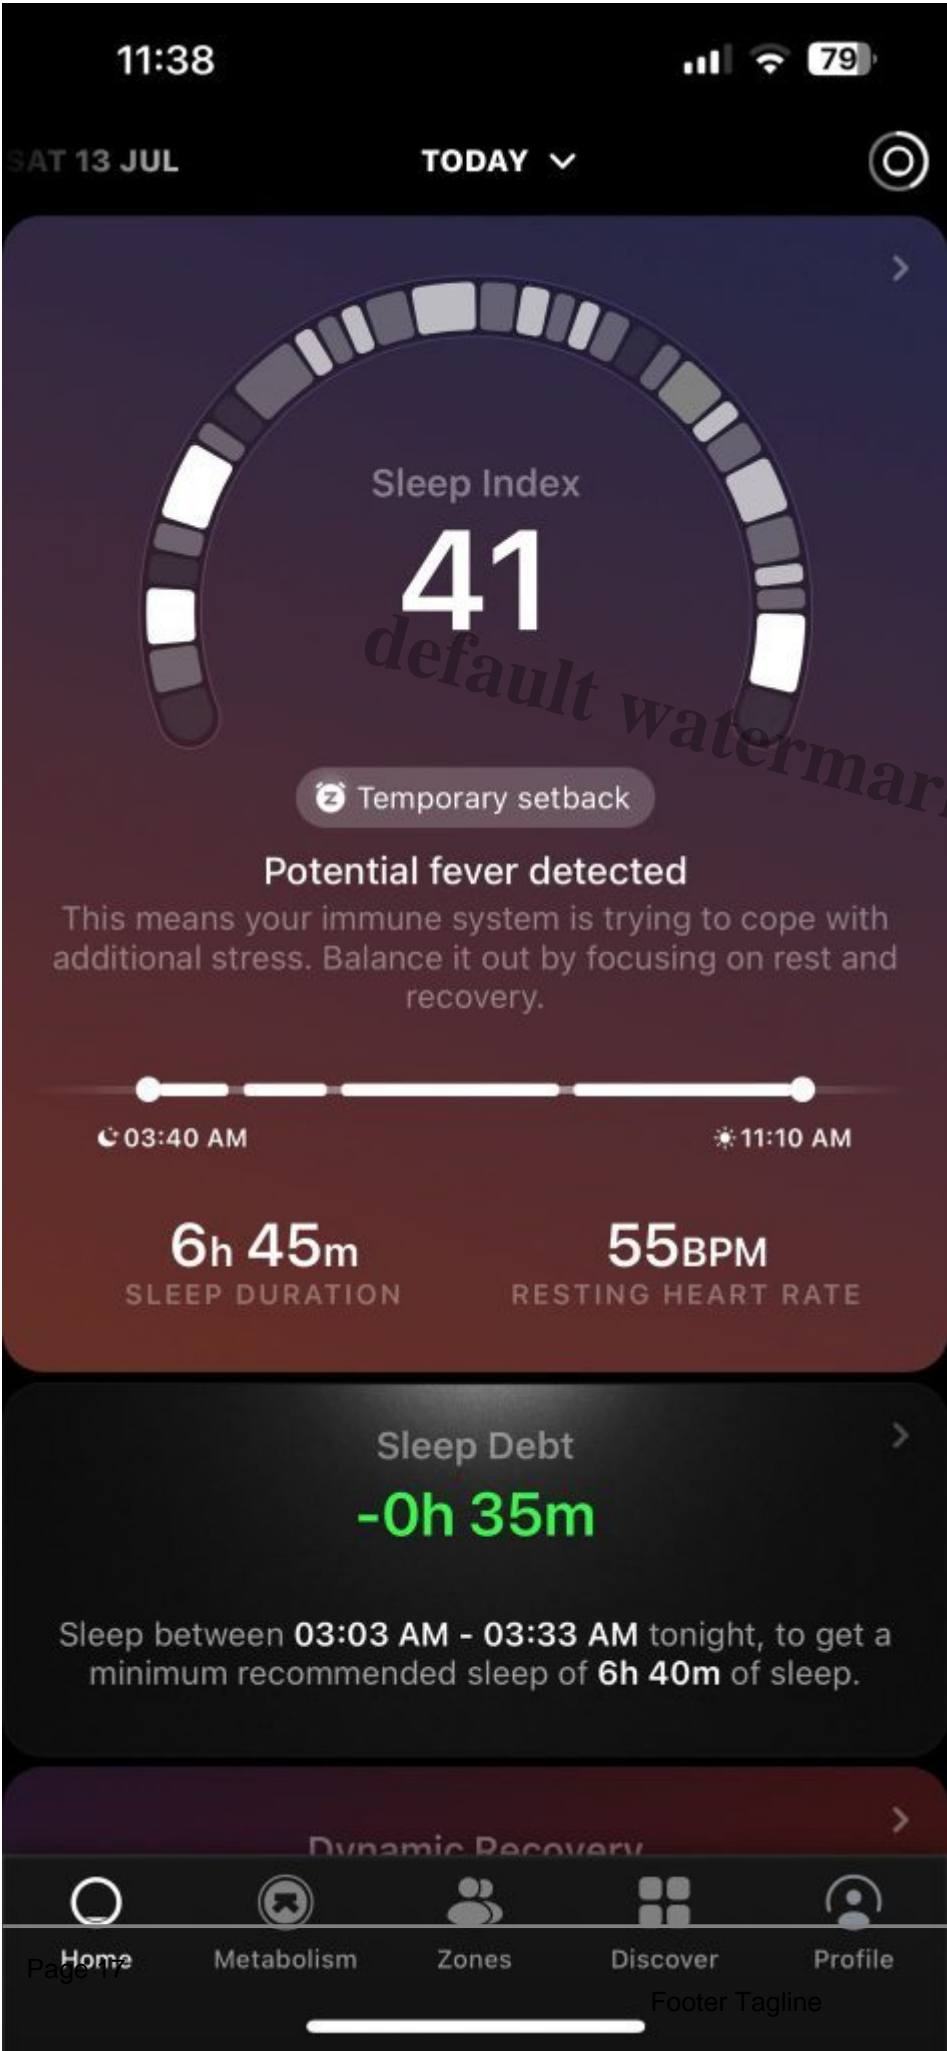 11:38
79
SAT 13 JUL
TODAY
Sleep Index
41
default watermar
Temporary setback
Potential fever detected
This means your immune system is trying to cope with
additional stress. Balance it out by focusing on rest and
recovery.
03:40 AM
11:10 AM
6h 45m
55BPM
SLEEP DURATION
RESTING HEART RATE
Sleep Debt
-0h 35m
Sleep between 03:03 AM - 03:33 AM tonight, to get a
minimum recommended sleep of 6h 40m of sleep.
Dynamic Recovery
Home
Metabolism
Zones
Discover
Profile
Page 17
Footer Tagline